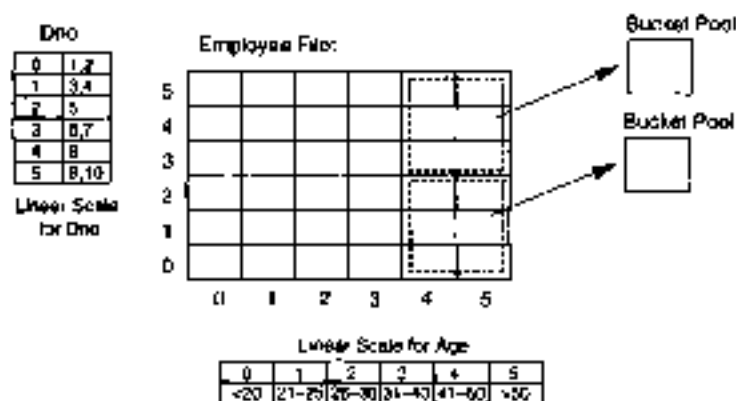 Dno
0 1,2
1 3,4
2 5
3 6,7
4 8
5 9,10
Linear Scale
for Dno
Employee File
5
4
3
2
1
0
0 1 2 3 4 5
Bucket Pool
Bucket Pool
Linear Scale for Age
0 1 2 3 4 5
<20 21-25 26-30 31-40 41-50 >50